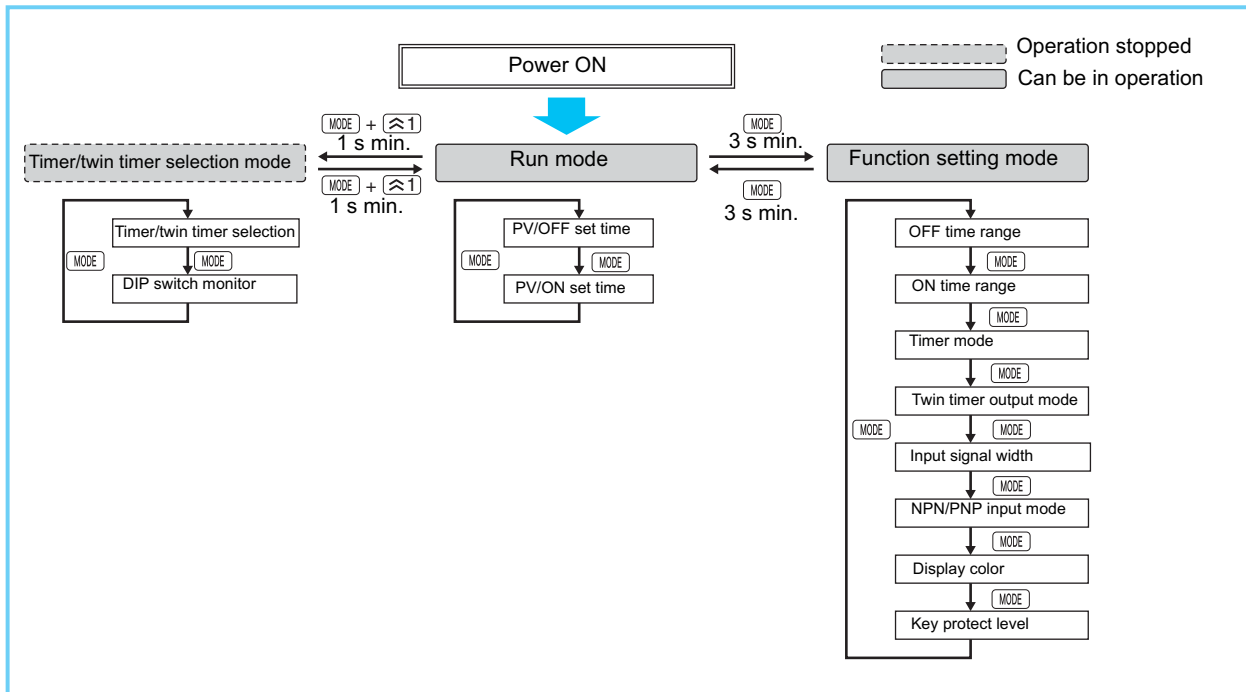 Power ON
Operation stopped
Can be in operation
MODE + ︽1
1 s min.
MODE
3 s min.
Timer/twin timer selection mode
Run mode
Function setting mode
MODE + ︽1
1 s min.
MODE
3 s min.
Timer/twin timer selection
MODE
MODE
DIP switch monitor
PV/OFF set time
MODE
MODE
PV/ON set time
OFF time range
MODE
ON time range
MODE
Timer mode
MODE
Twin timer output mode
MODE
MODE
Input signal width
MODE
NPN/PNP input mode
MODE
Display color
MODE
Key protect level